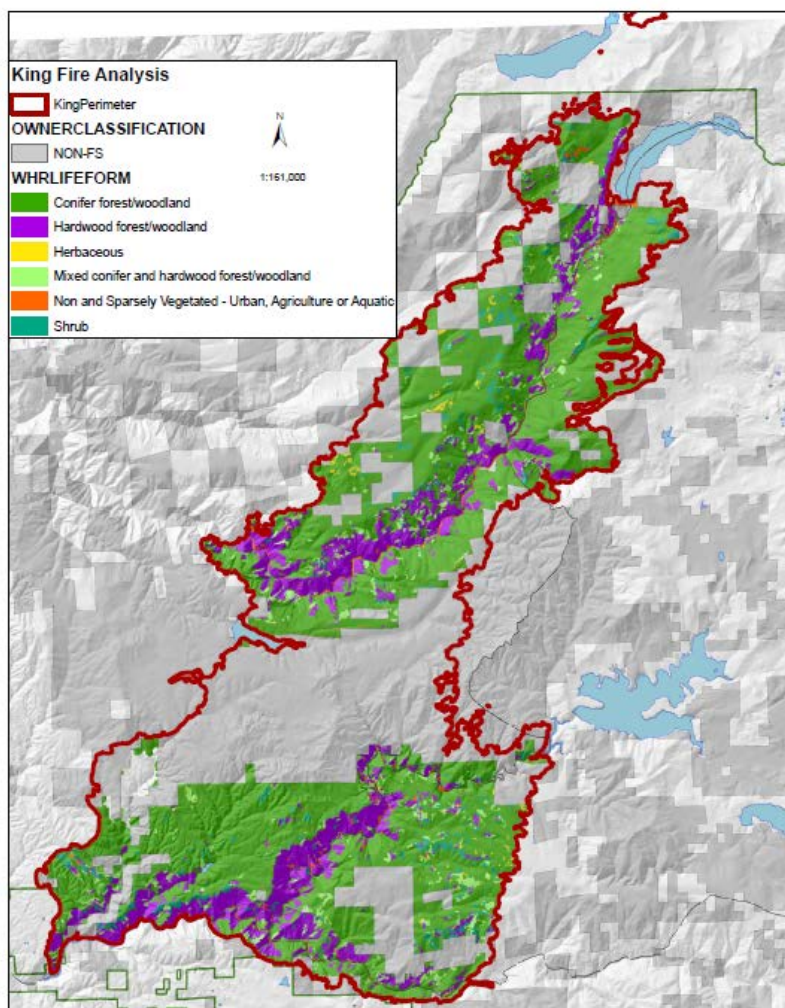 King Fire Analysis
KingPerimeter
OWNERCLASSIFICATION
NON-FS
N
1:161,000
WHRLIFEFORM
Conifer forest/woodland
Hardwood forest/woodland
Herbaceous
Mixed conifer and hardwood forest/woodland
Non and Sparsely Vegetated - Urban, Agriculture or Aquatic
Shrub